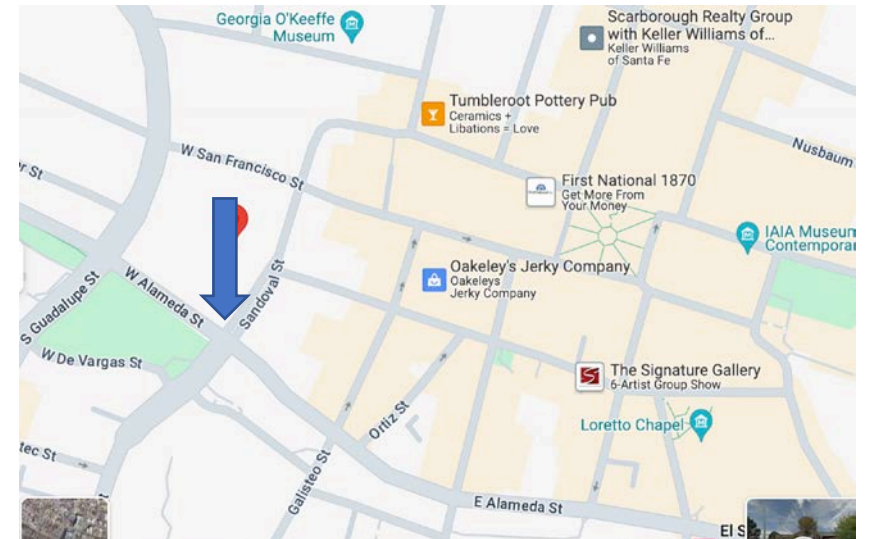 Georgia O'Keeffe
Museum
Scarborough Realty Group
with Keller Williams of...
Keller Williams
of Santa Fe
Tumbleroot Pottery Pub
Ceramics +
Libations = Love
Nusbaum
W San Francisco St
er St
First National 1870
Get More From
Your Money
IAIA Museum
Contemporar
Oakeley's Jerky Company
Oakeleys
Jerky Company
Sandoval St
W Alameda St
S Guadalupe St
W De Vargas St
The Signature Gallery
6-Artist Group Show
Ortiz St
Loretto Chapel
tec St
Galisteo St
E Alameda St
El S